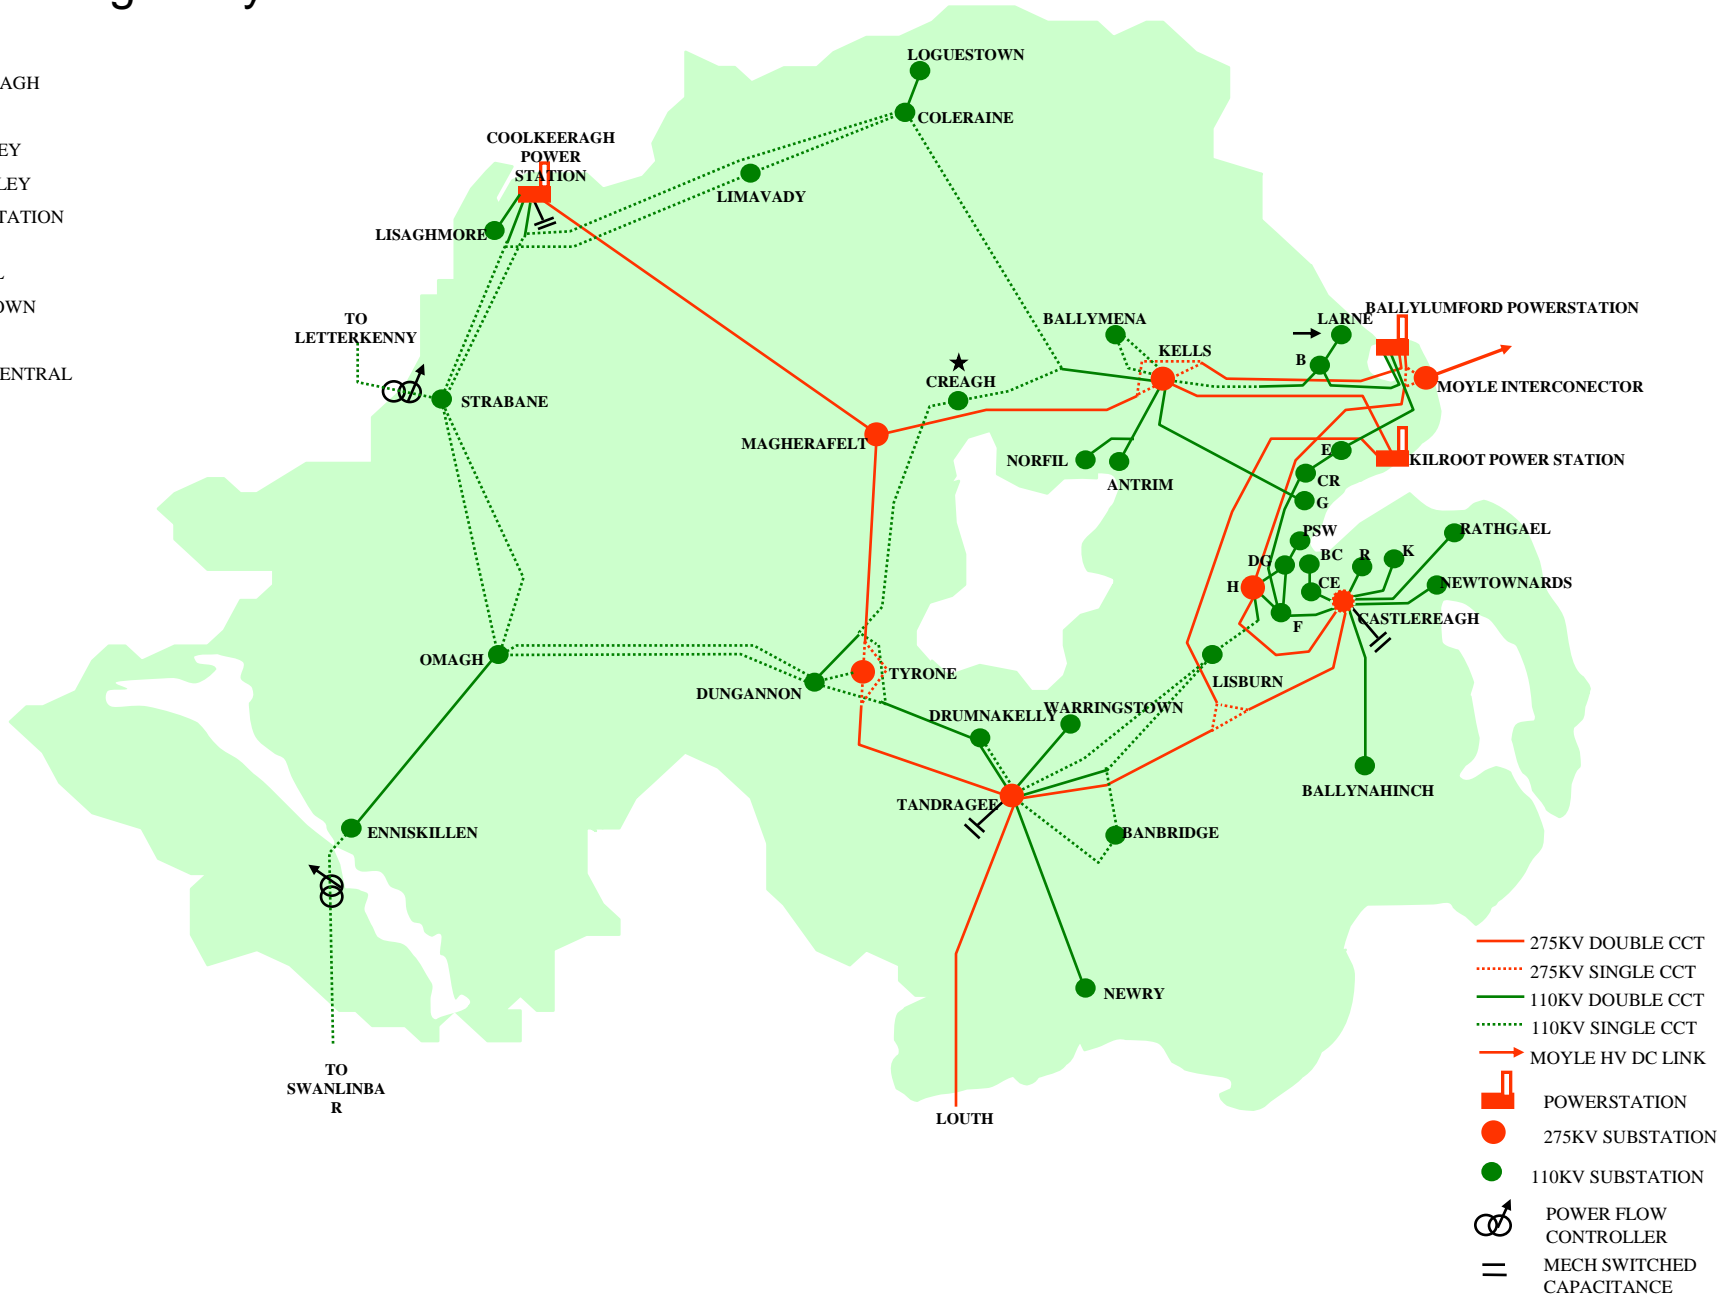 AGH
EY
LEY
TATION
L
OWN
ENTRAL
LOGUESTOWN
COLERAINE
COOLKEERAGH
POWER
STATION
LIMAVADY
LISAGHMORE
TO
LETTERKENNY
STRABANE
BALLYMENA
KELLS
LARNE
BALLYLUMFORD POWERSTATION
B
MOYLE INTERCONECTOR
CREAGH
MAGHERAFELT
NORFIL
ANTRIM
E
KILROOT POWER STATION
CR
G
PSW
RATHGAEL
DG
BC
R
K
H
CE
NEWTOWNARDS
F
CASTLEREAGH
OMAGH
DUNGANNON
TYRONE
LISBURN
DRUMNAKELLY
WARRINGSTOWN
TANDRAGEE
BALLYNAHINCH
ENNISKILLEN
BANBRIDGE
NEWRY
TO
SWANLINBA
R
LOUTH
275KV DOUBLE CCT
275KV SINGLE CCT
110KV DOUBLE CCT
110KV SINGLE CCT
MOYLE HV DC LINK
POWERSTATION
275KV SUBSTATION
110KV SUBSTATION
POWER FLOW
CONTROLLER
MECH SWITCHED
CAPACITANCE